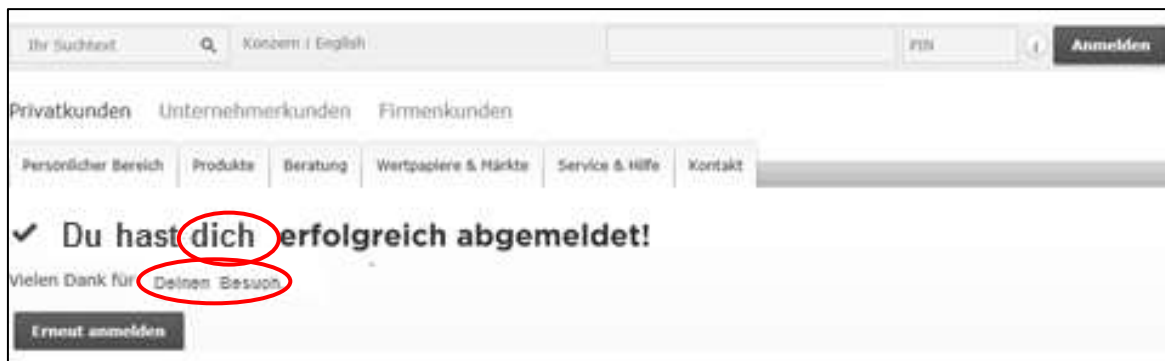 Ihr Suchtext Konzern | English PIN i Anmelden
Privatkunden Unternehmerkunden Firmenkunden
Persönlicher Bereich Produkte Beratung Wertpapiere & Märkte Service & Hilfe Kontakt
✓ Du hast dich erfolgreich abgemeldet!
Vielen Dank für Deinen Besuch
Erneut anmelden